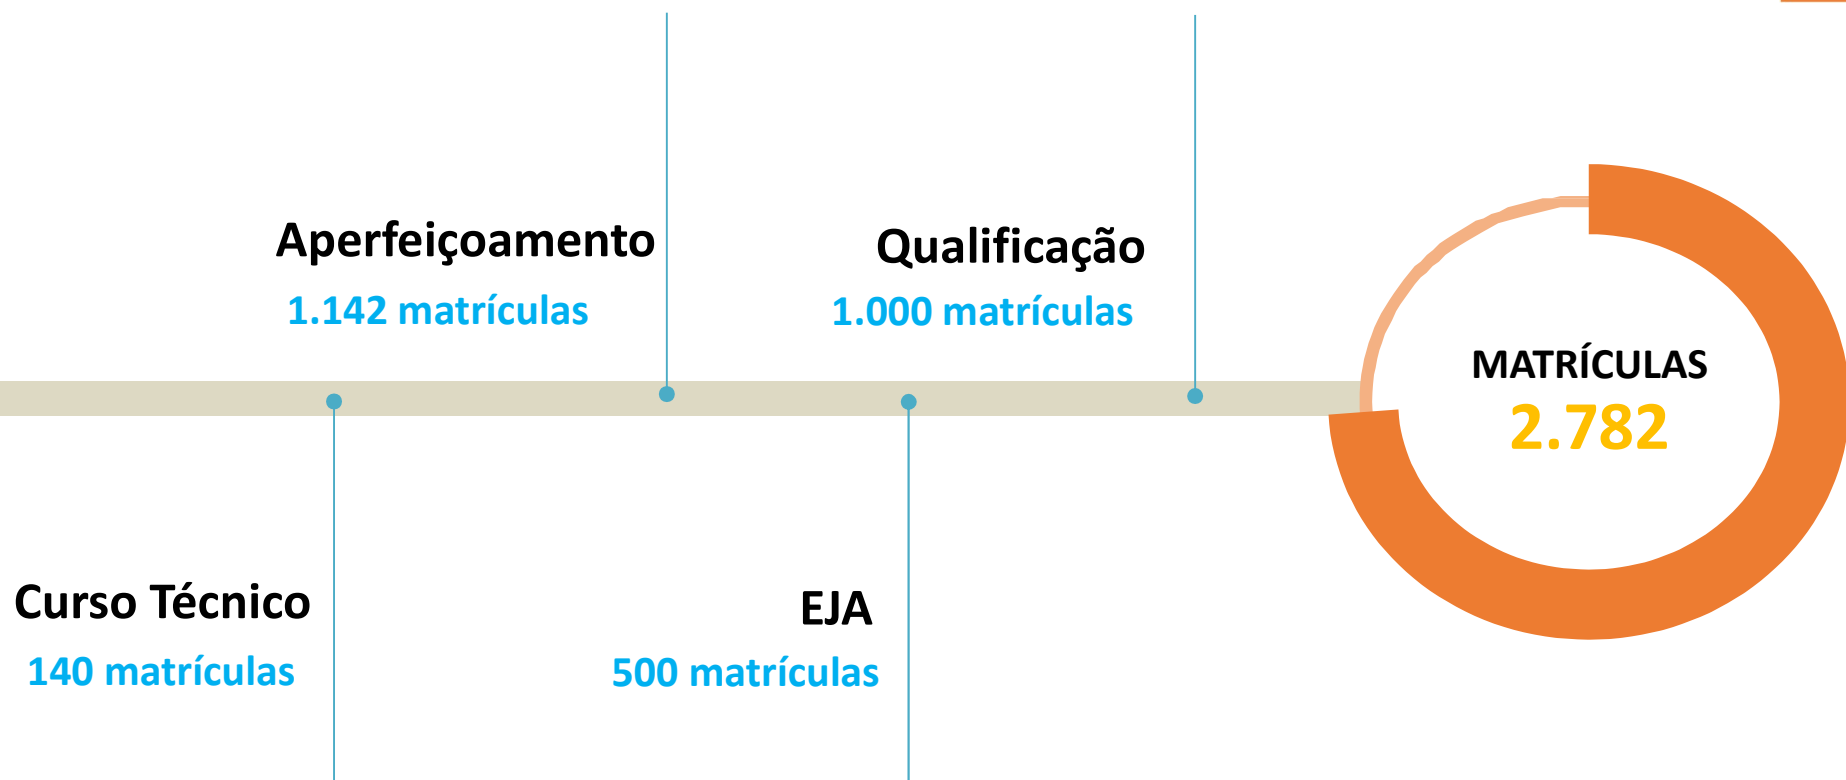 Aperfeiçoamento
1.142 matrículas
Qualificação
1.000 matrículas
MATRÍCULAS
2.782
Curso Técnico
140 matrículas
EJA
500 matrículas